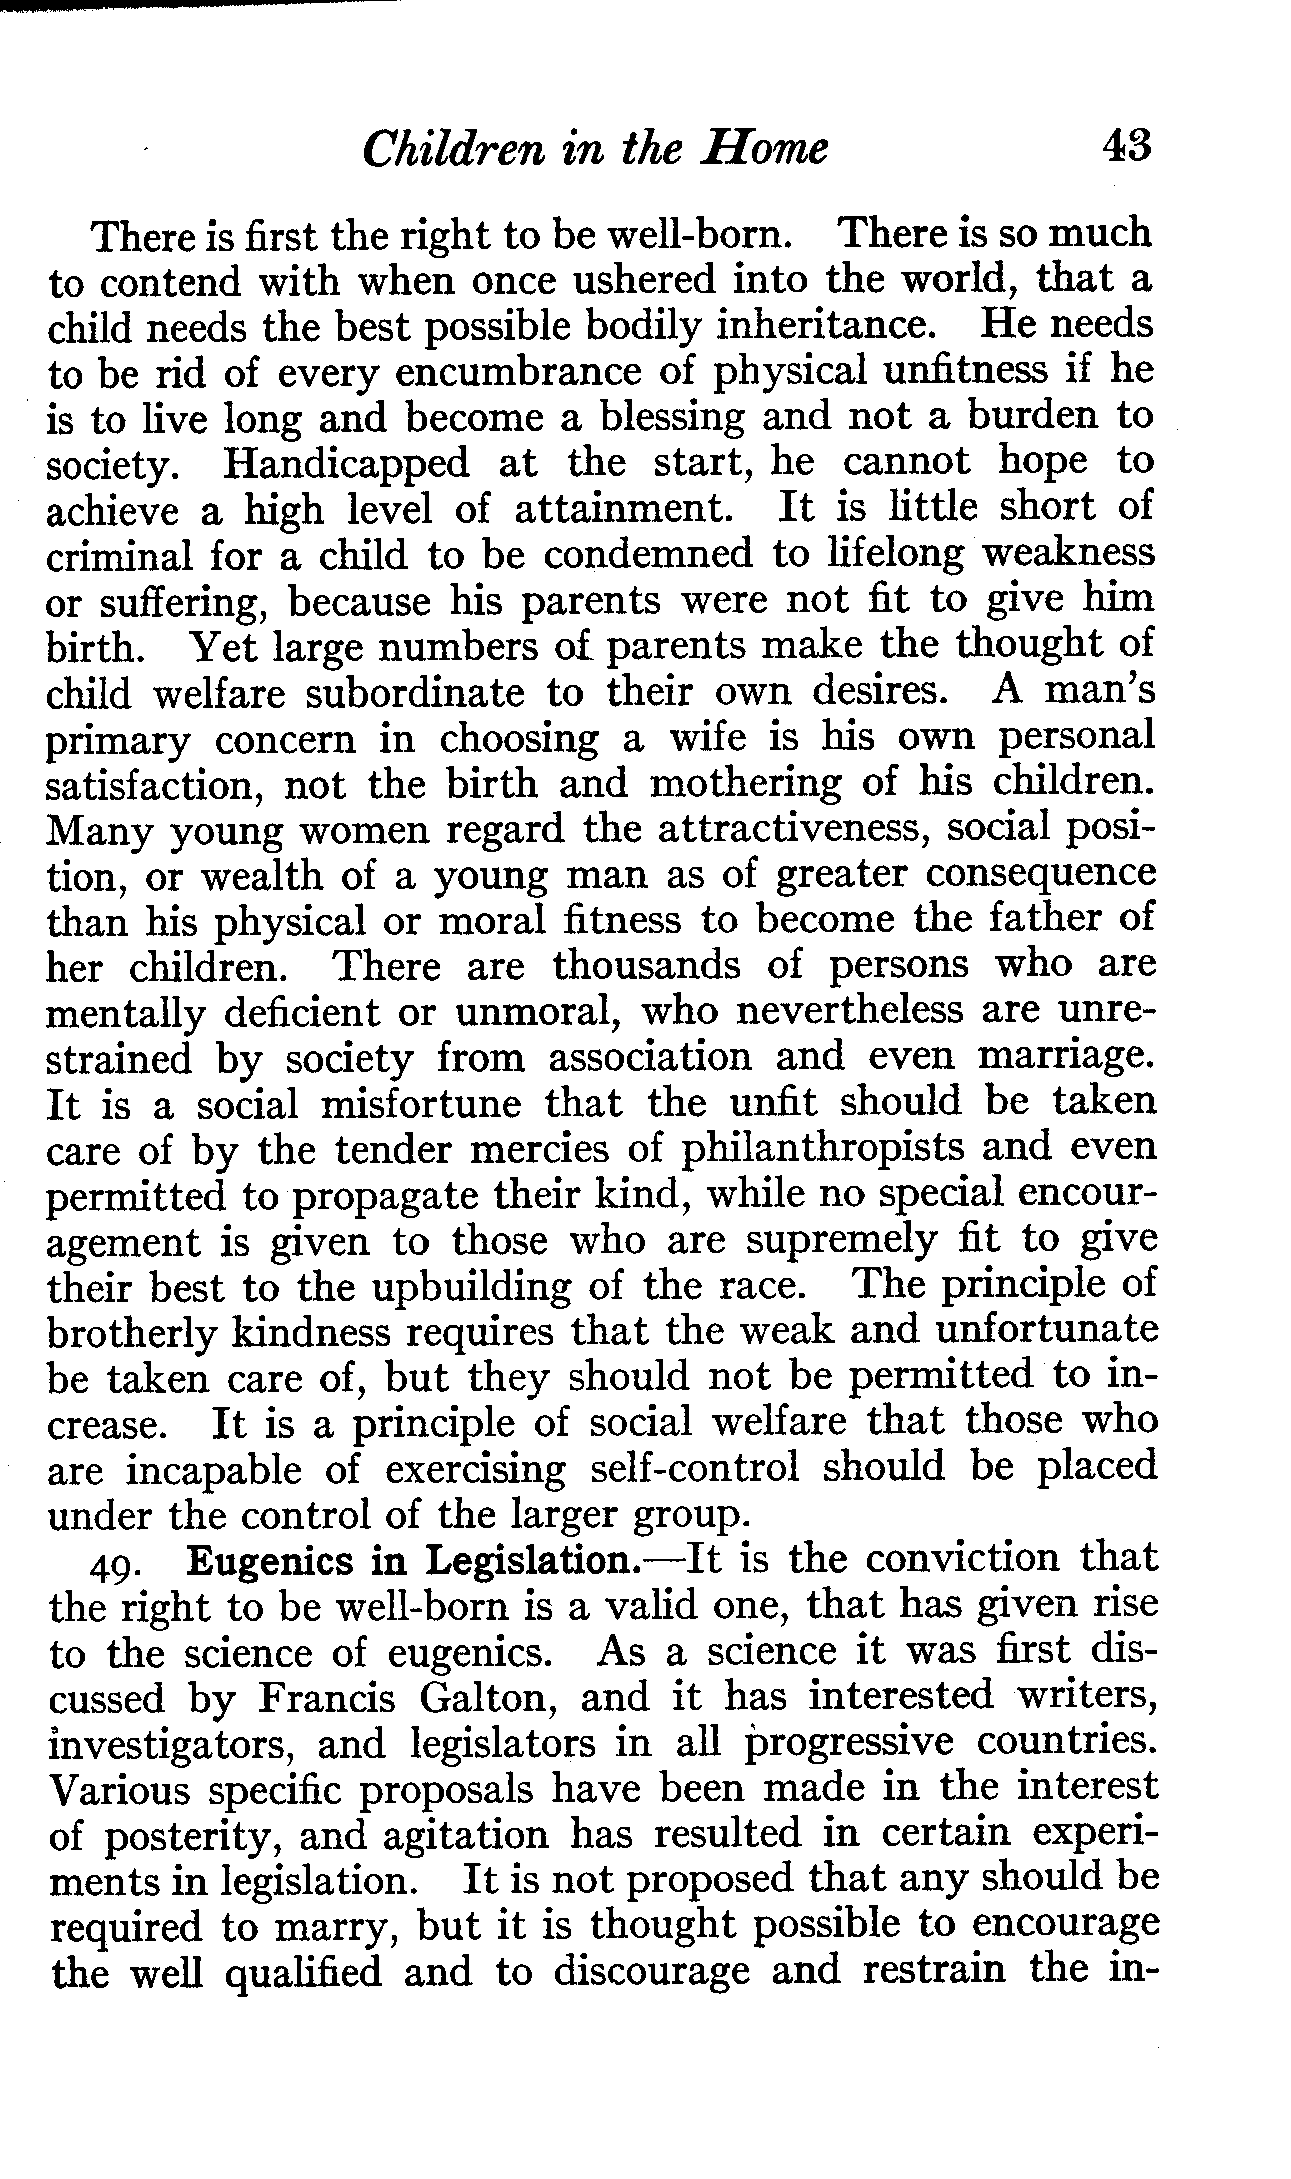 Children in the Home 43
There is first the right to be well-born. There is so much
to contend with when once ushered into the world, that a
child needs the best possible bodily inheritance. He needs
to be rid of every encumbrance of physical unfitness if he
is to live long and become a blessing and not a burden to
society. Handicapped at the start, he cannot hope to
achieve a high level of attainment. It is little short of
criminal for a child to be condemned to lifelong weakness
or suffering, because his parents were not fit to give him
birth. Yet large numbers of parents make the thought of
child welfare subordinate to their own desires. A man's
primary concern in choosing a wife is his own personal
satisfaction, not the birth and mothering of his children.
Many young women regard the attractiveness, social posi-
tion, or wealth of a young man as of greater consequence
than his physical or moral fitness to become the father of
her children. There are thousands of persons who are
mentally deficient or unmoral, who nevertheless are unre-
strained by society from association and even marriage.
It is a social misfortune that the unfit should be taken
care of by the tender mercies of philanthropists and even
permitted to propagate their kind, while no special encour-
agement is given to those who are supremely fit to give
their best to the upbuilding of the race. The principle of
brotherly kindness requires that the weak and unfortunate
be taken care of, but they should not be permitted to in-
crease. It is a principle of social welfare that those who
are incapable of exercising self-control should be placed
under the control of the larger group.
49. Eugenics in Legislation.—It is the conviction that
the right to be well-born is a valid one, that has given rise
to the science of eugenics. As a science it was first dis-
cussed by Francis Galton, and it has interested writers,
investigators, and legislators in all progressive countries.
Various specific proposals have been made in the interest
of posterity, and agitation has resulted in certain experi-
ments in legislation. It is not proposed that any should be
required to marry, but it is thought possible to encourage
the well qualified and to discourage and restrain the in-